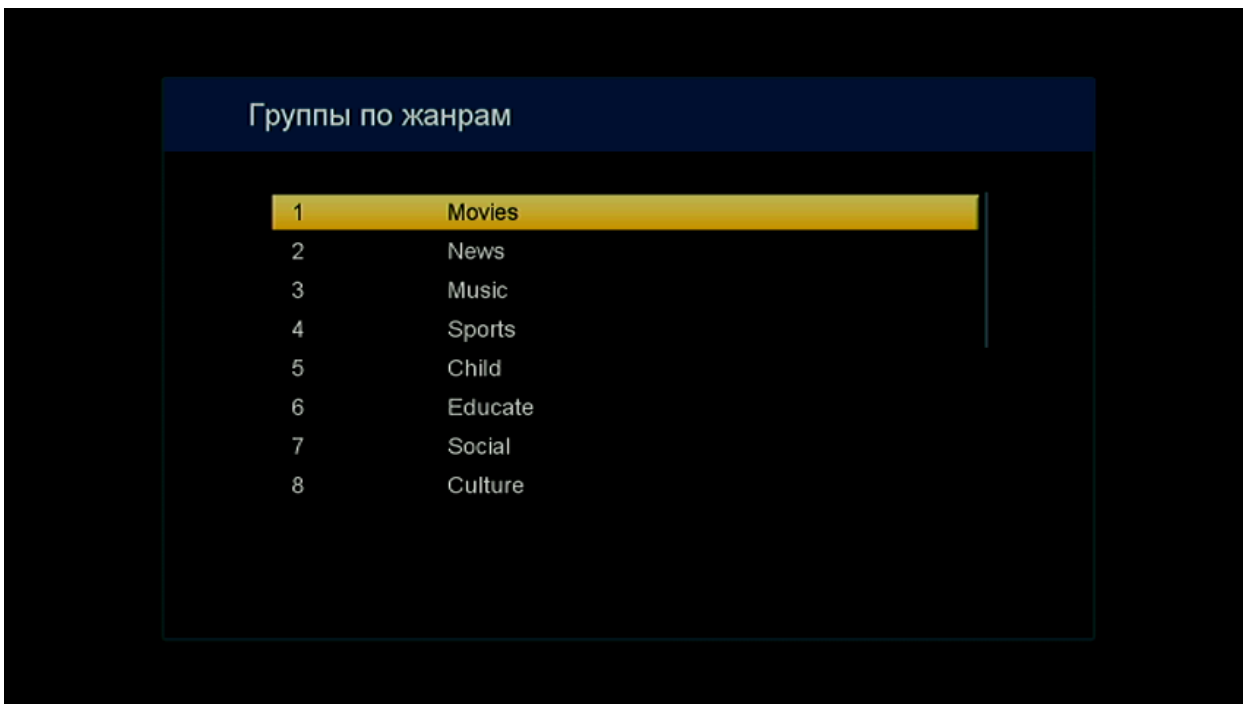 Группы по жанрам
1 Movies
2 News
3 Music
4 Sports
5 Child
6 Educate
7 Social
8 Culture